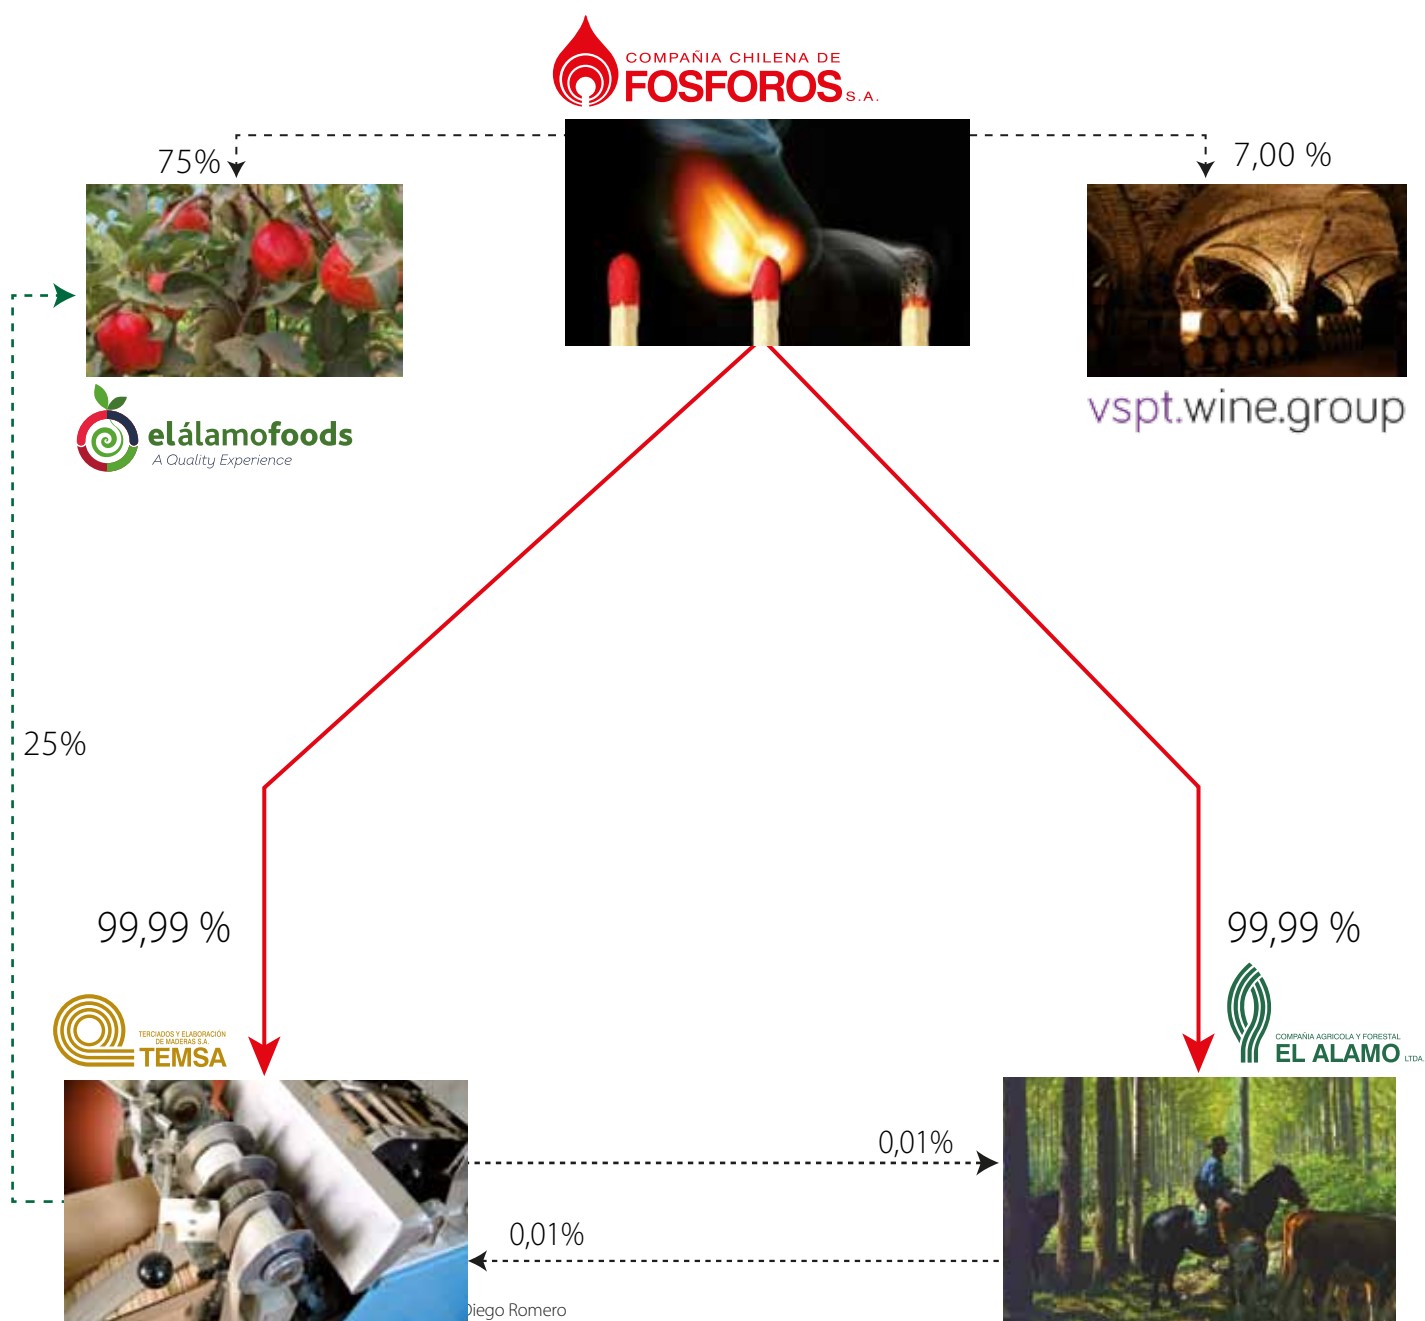 COMPAÑIA CHILENA DE
FOSFOROS S.A.
75%
7,00 %
elálamofoods
A Quality Experience
vspt.wine.group
25%
99,99 %
99,99 %
TERCIADOS Y ELABORACIÓN
DE MADERAS S.A.
TEMSA
COMPAÑIA AGRICOLA Y FORESTAL
EL ALAMO LTDA.
0,01%
0,01%
Diego Romero